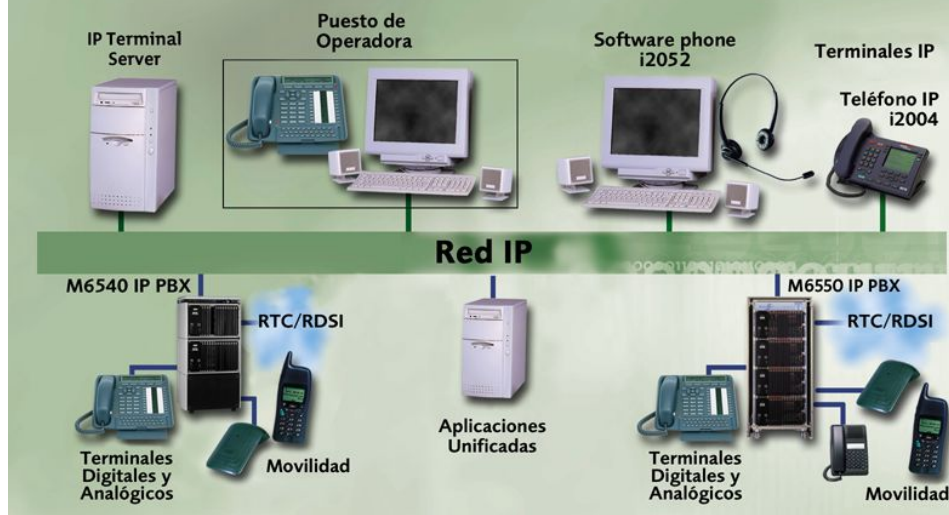 IP Terminal
Server
Puesto de
Operadora
Software phone
i2052
Terminales IP
Teléfono IP
i2004
Red IP
M6540 IP PBX
RTC/RDSI
Terminales
Digitales y
Analógicos
Movilidad
Aplicaciones
Unificadas
M6550 IP PBX
RTC/RDSI
Terminales
Digitales y
Analógicos
Movilidad